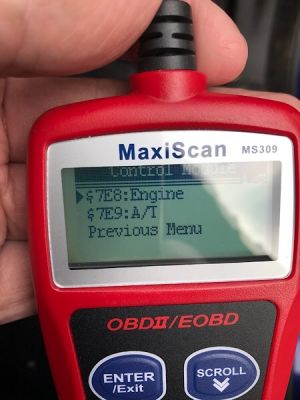 MaxiScan MS309
Control Module
$7E8:Engine
$7E9:A/T
Previous Menu
OBDII/EOBD
ENTER
/Exit
SCROLL